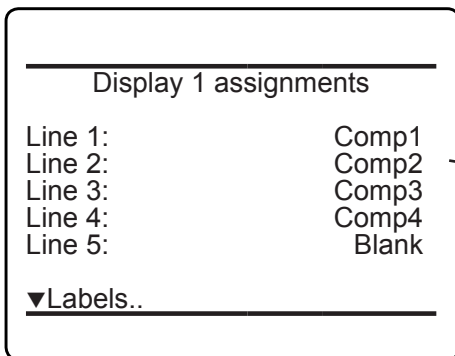 Display 1 assignments
Line 1: Comp1
Line 2: Comp2
Line 3: Comp3
Line 4: Comp4
Line 5: Blank
▼Labels..